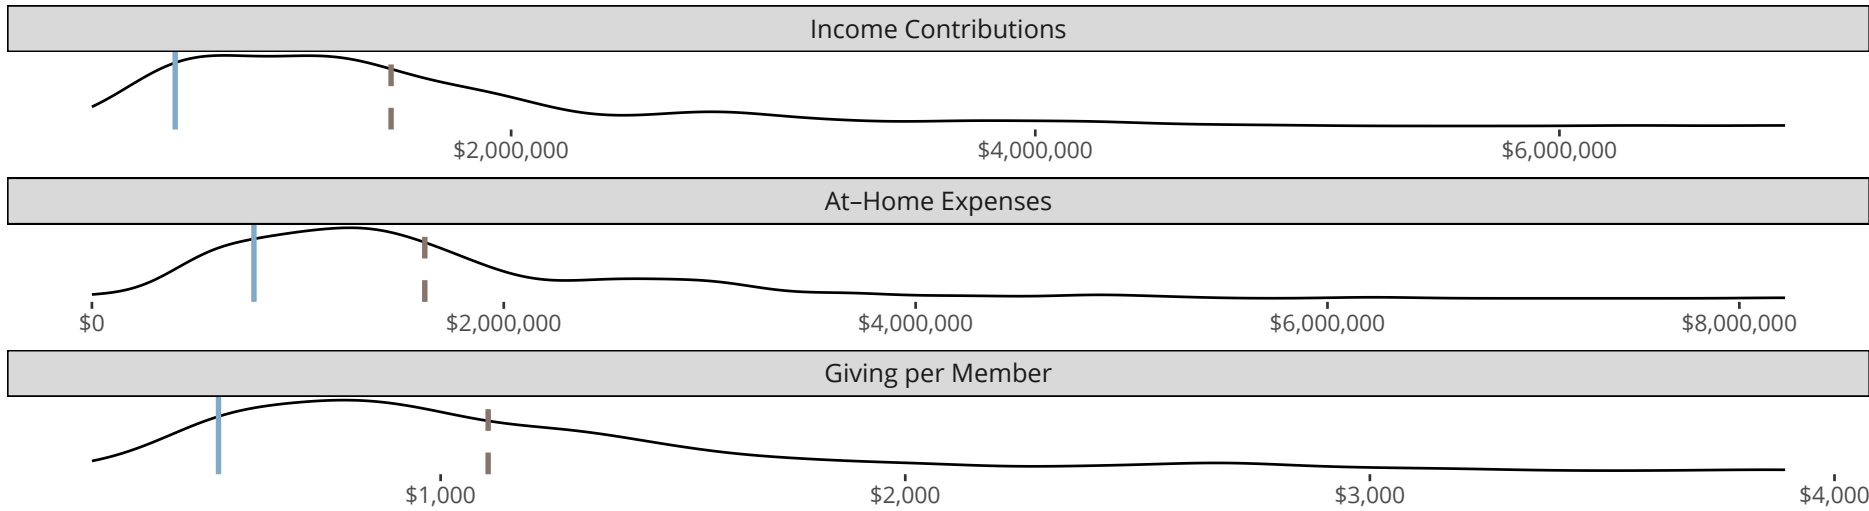 Income Contributions
$2,000,000 $4,000,000 $6,000,000
At–Home Expenses
$0 $2,000,000 $4,000,000 $6,000,000 $8,000,000
Giving per Member
$1,000 $2,000 $3,000 $4,000